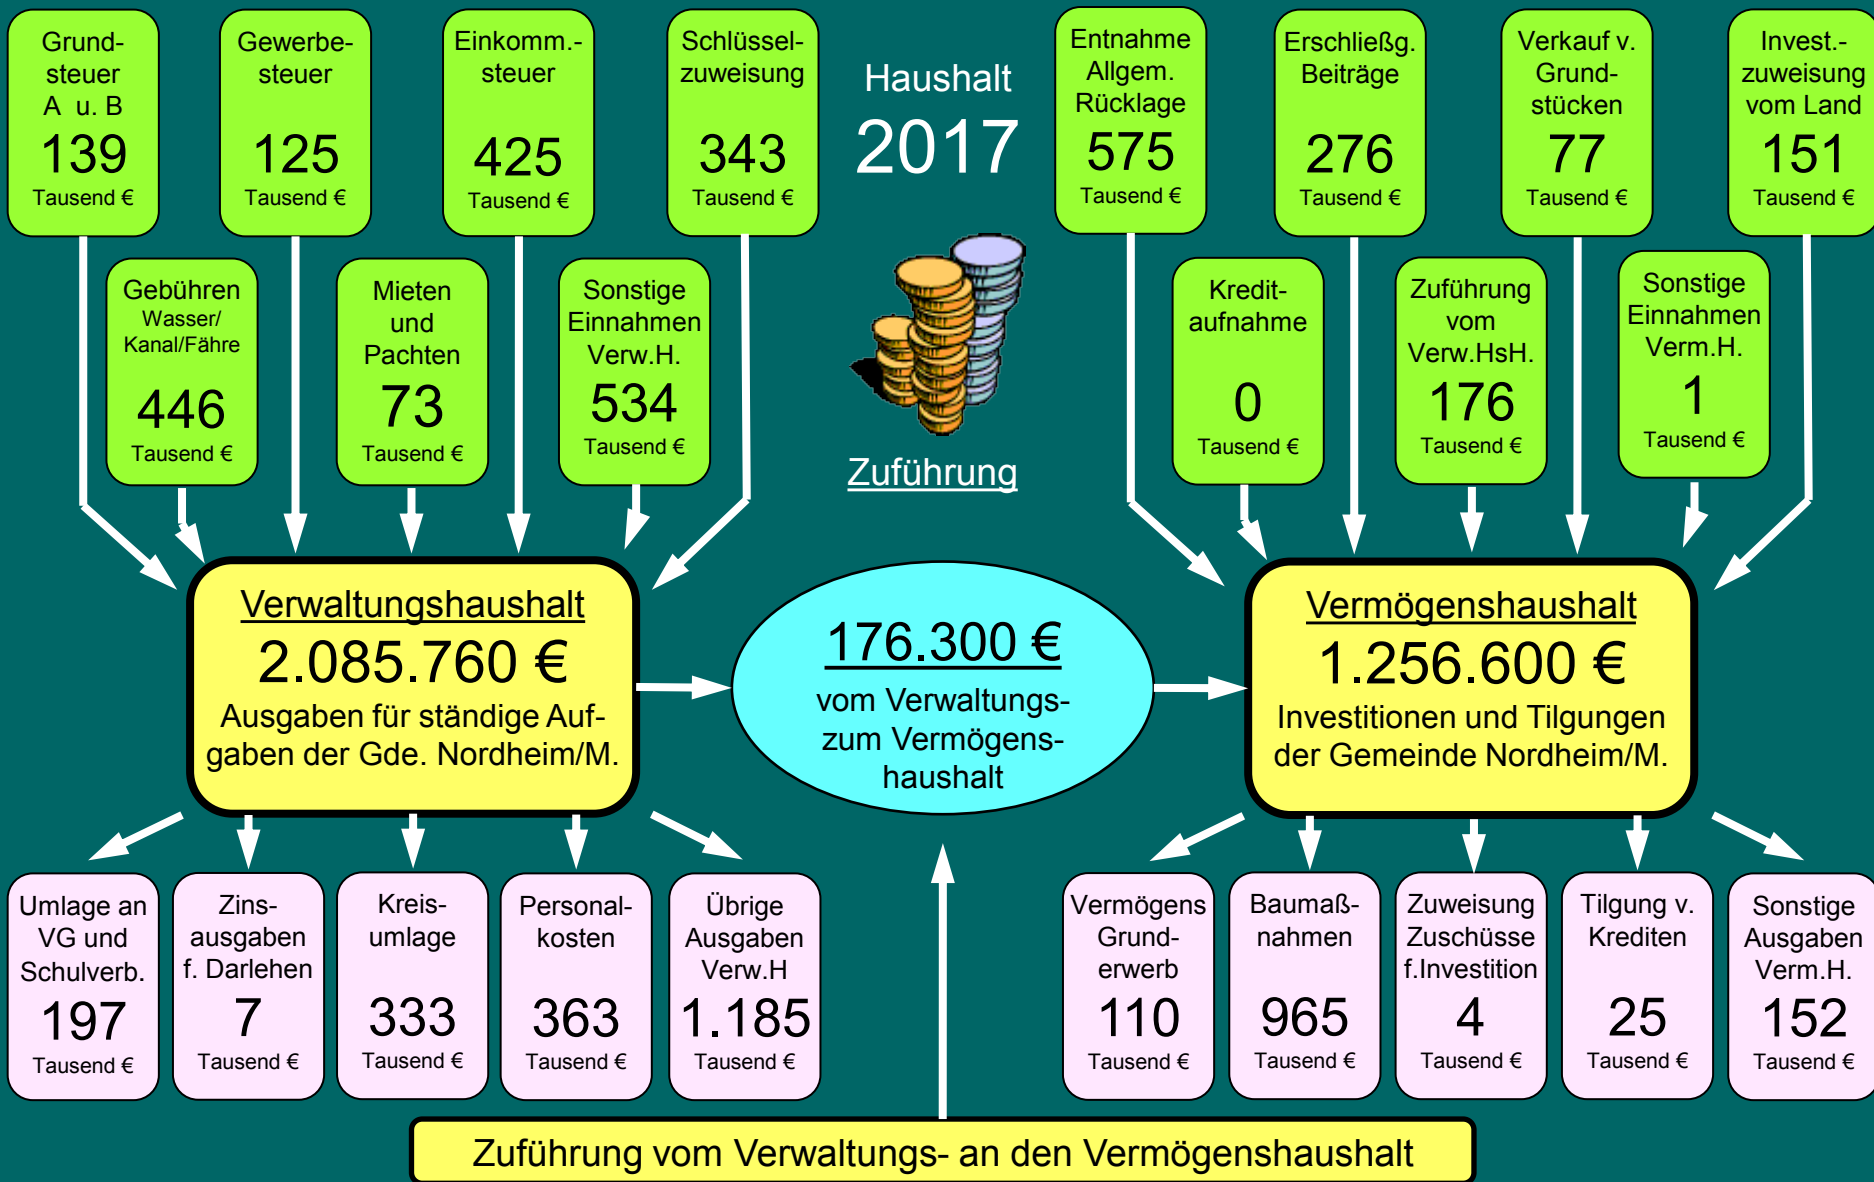 Grund-
steuer
A u. B
139
Tausend €
Gewerbe-
steuer
125
Tausend €
Einkomm.-
steuer
425
Tausend €
Schlüssel-
zuweisung
343
Tausend €
Haushalt
2017
Entnahme
Allgem.
Rücklage
575
Tausend €
Erschließg.
Beiträge
276
Tausend €
Verkauf v.
Grund-
stücken
77
Tausend €
Invest.-
zuweisung
vom Land
151
Tausend €
Gebühren
Wasser/
Kanal/Fähre
446
Tausend €
Mieten
und
Pachten
73
Tausend €
Sonstige
Einnahmen
Verw.H.
534
Tausend €
Zuführung
Kredit-
aufnahme
0
Tausend €
Zuführung
vom
Verw.HsH.
176
Tausend €
Sonstige
Einnahmen
Verm.H.
1
Tausend €
Verwaltungshaushalt
2.085.760 €
Ausgaben für ständige Auf-
gaben der Gde. Nordheim/M.
176.300 €
vom Verwaltungs-
zum Vermögens-
haushalt
Vermögenshaushalt
1.256.600 €
Investitionen und Tilgungen
der Gemeinde Nordheim/M.
Umlage an
VG und
Schulverb.
197
Tausend €
Zins-
ausgaben
f. Darlehen
7
Tausend €
Kreis-
umlage
333
Tausend €
Personal-
kosten
363
Tausend €
Übrige
Ausgaben
Verw.H
1.185
Tausend €
Vermögens
Grund-
erwerb
110
Tausend €
Baumaß-
nahmen
965
Tausend €
Zuweisung
Zuschüsse
f.Investition
4
Tausend €
Tilgung v.
Krediten
25
Tausend €
Sonstige
Ausgaben
Verm.H.
152
Tausend €
Zuführung vom Verwaltungs- an den Vermögenshaushalt